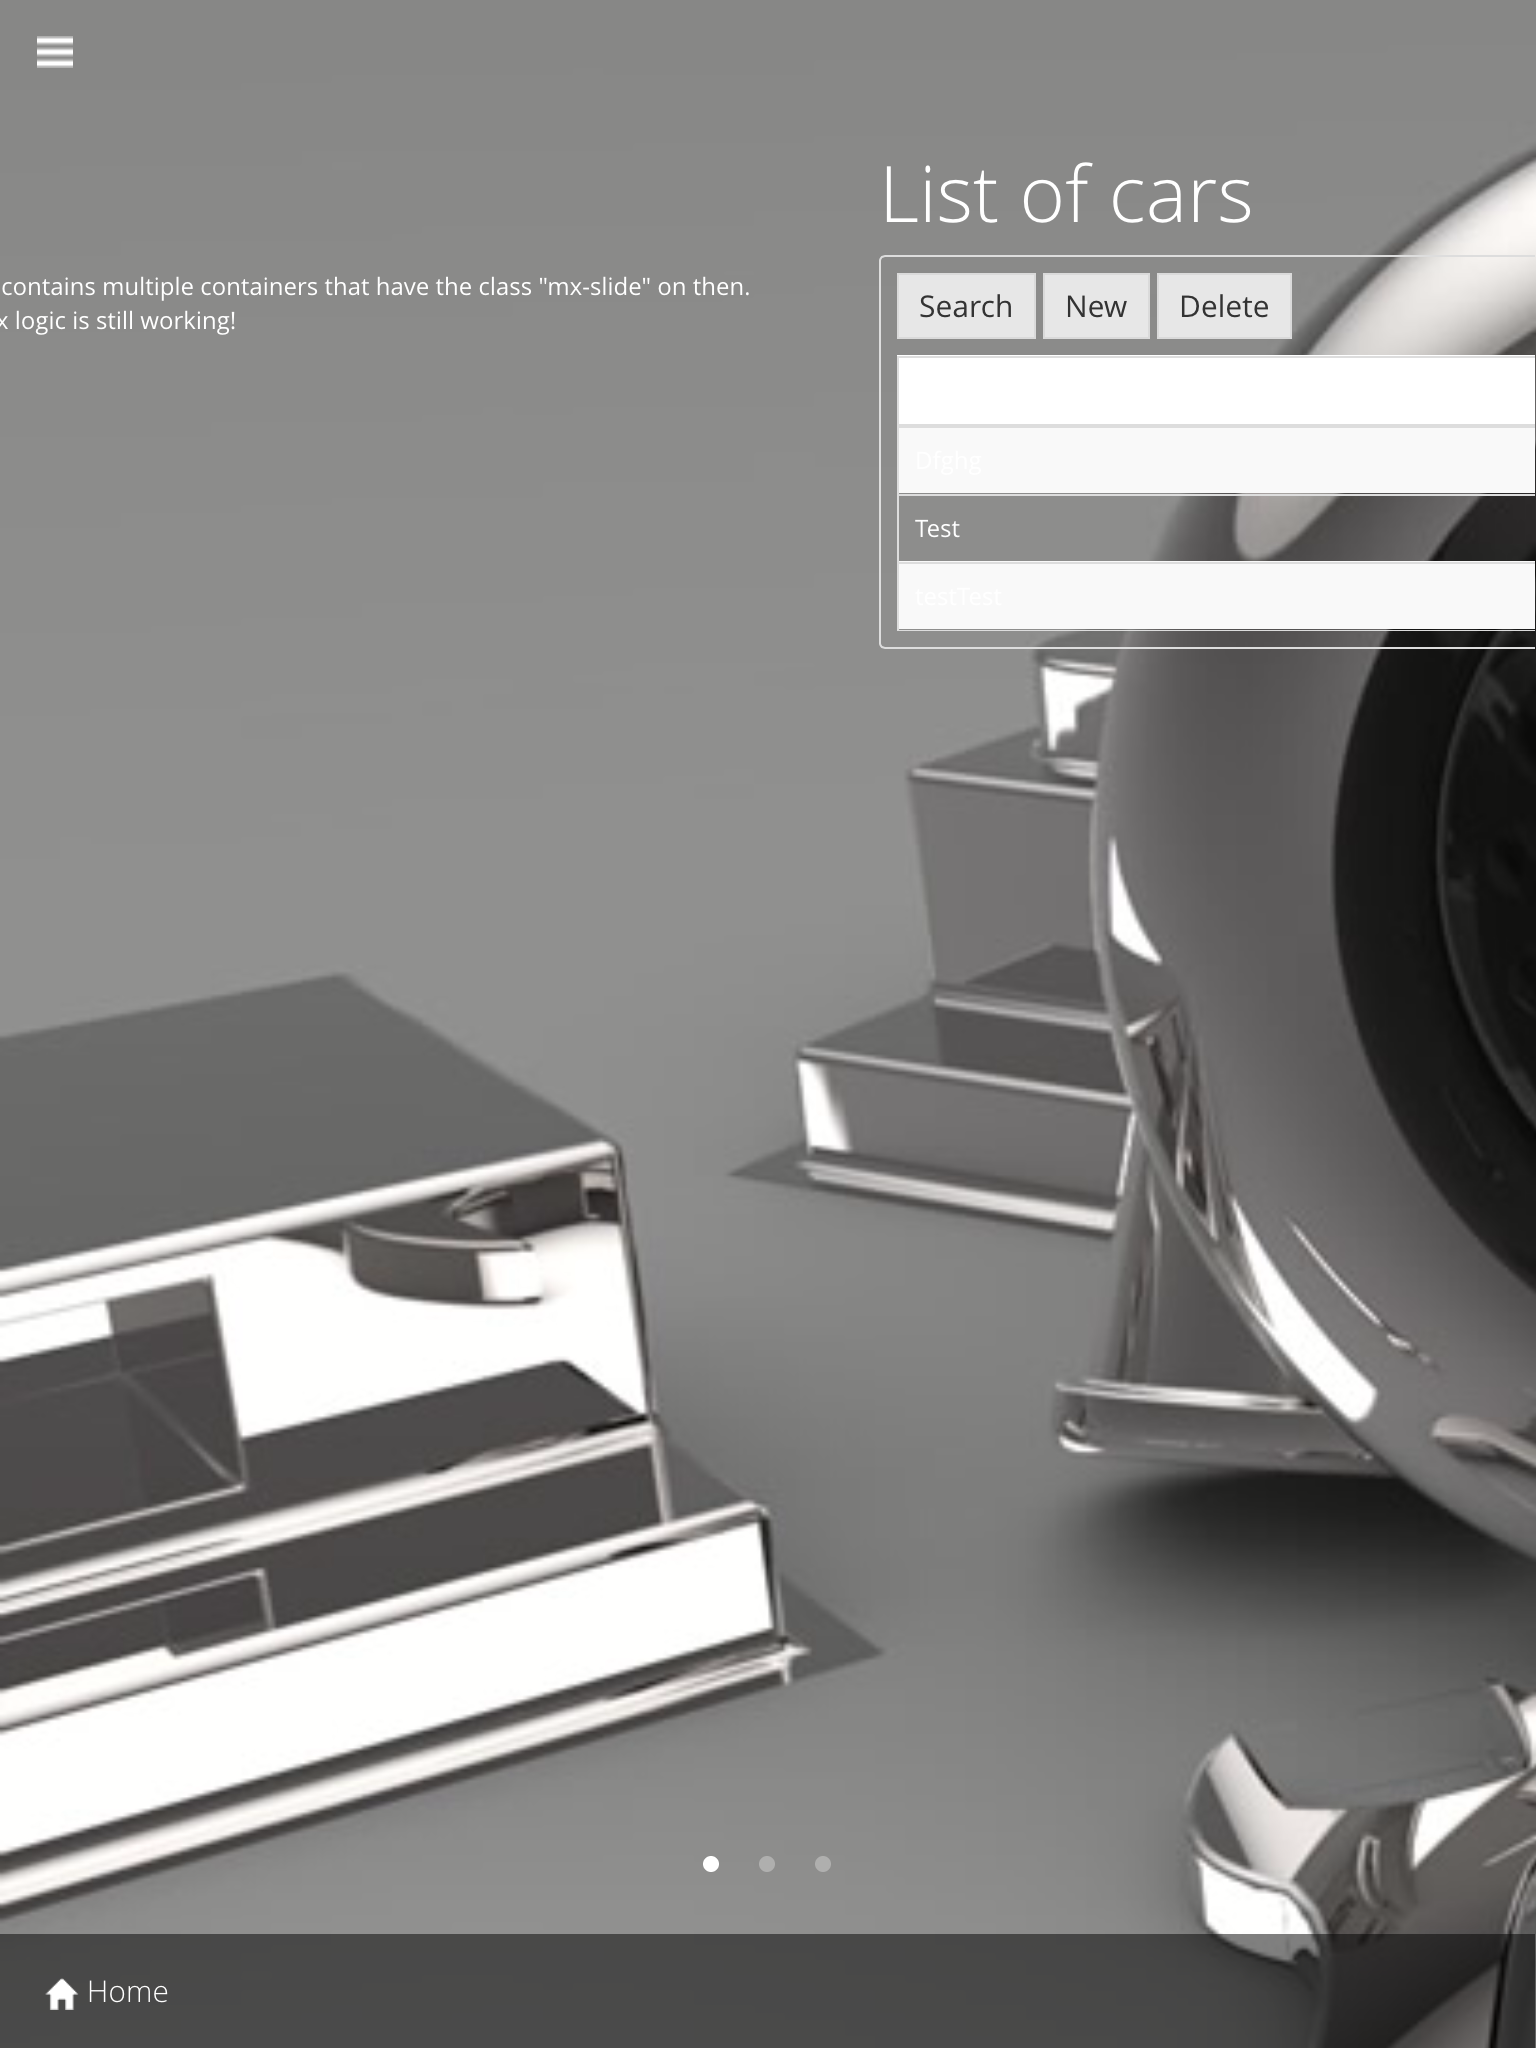 List of cars
contains multiple containers that have the class "mx-slide" on then.
x logic is still working!
Search New Delete
Dfghg
Test
testTest
Home